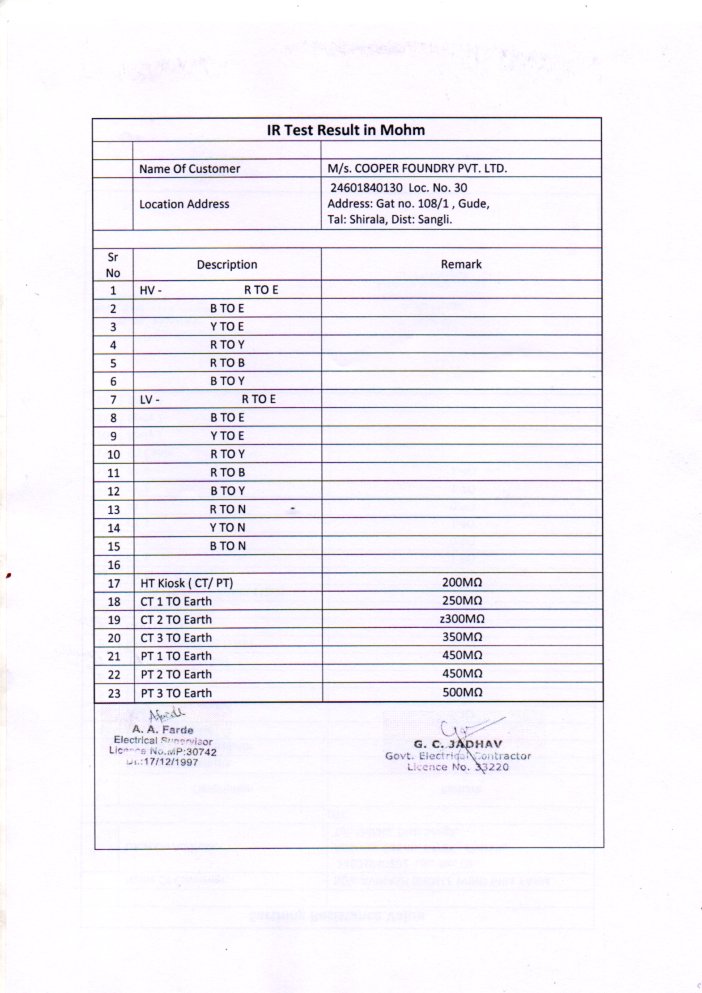 IR Test Result in Mohm
Name Of Customer M/s. COOPER FOUNDRY PVT. LTD.
Location Address 24601840130 Loc. No. 30
Address: Gat no. 108/1 , Gude,
Tal: Shirala, Dist: Sangli.
Sr No Description Remark
1 HV - R TO E
2 B TO E
3 Y TO E
4 R TO Y
5 R TO B
6 B TO Y
7 LV - R TO E
8 B TO E
9 Y TO E
10 R TO Y
11 R TO B
12 B TO Y
13 R TO N -
14 Y TO N
15 B TO N
16
17 HT Kiosk ( CT/ PT) 200MΩ
18 CT 1 TO Earth 250MΩ
19 CT 2 TO Earth z300MΩ
20 CT 3 TO Earth 350MΩ
21 PT 1 TO Earth 450MΩ
22 PT 2 TO Earth 450MΩ
23 PT 3 TO Earth 500MΩ
A. A. Farde
Electrical Supervisor
Licence No.MP:30742
Dt.:17/12/1997
G. C. JADHAV
Govt. Electrical Contractor
Licence No. 33220